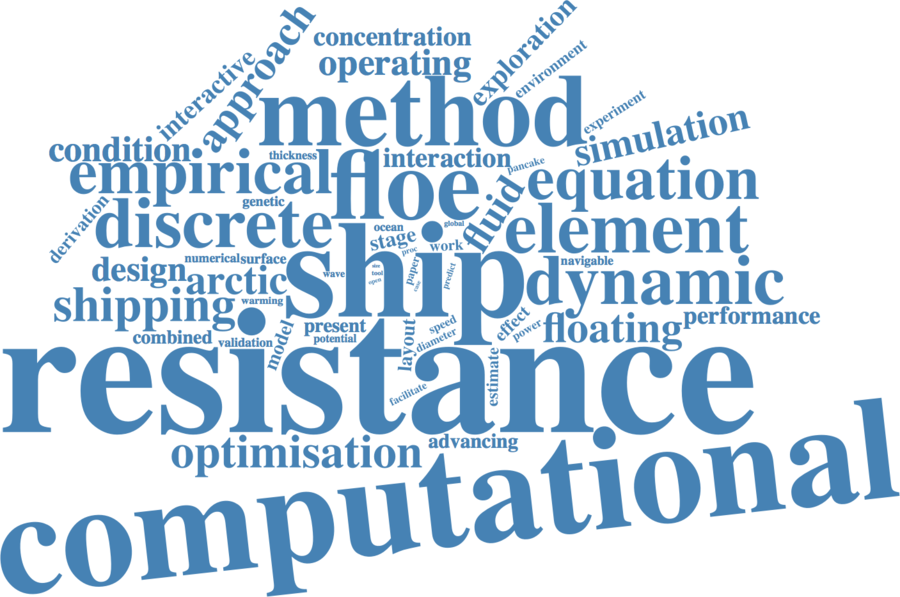 concentration
operating
exploration
environment
interactive
approach
method
experiment
simulation
condition
thickness
interaction
pancake
empirical
floe
fluid
equation
genetic
derivation
discrete
ocean
global
element
stage
work
proc
numerical
surface
navigable
design
arctic
ship
wave
tool
open
paper
predict
dynamic
shipping
warming
model
present
potential
layout
speed
diameter
effect
power
floating
performance
combined
validation
resistance
estimate
facilitate
optimisation
advancing
computational